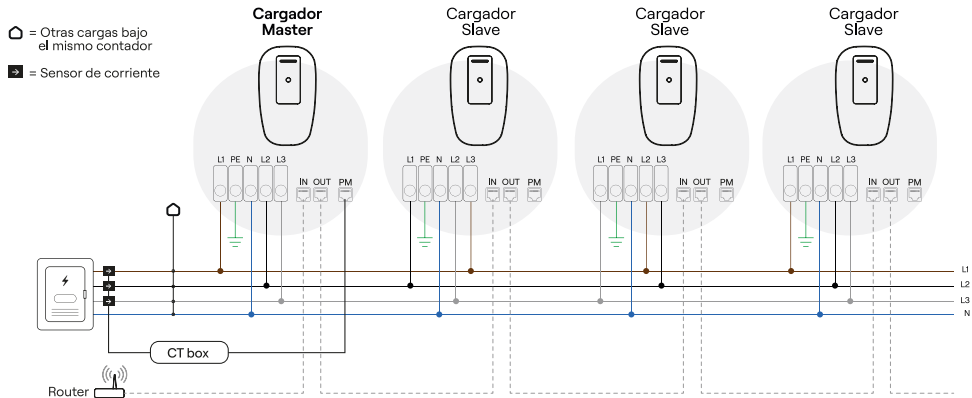 Cargador
Master
Cargador
Slave
Cargador
Slave
Cargador
Slave
= Otras cargas bajo
el mismo contador
= Sensor de corriente
L1 PE N L2 L3
IN OUT PM
L1 PE N L2 L3
IN OUT PM
L1 PE N L2 L3
IN OUT PM
L1 PE N L2 L3
IN OUT PM
L1
L2
L3
N
CT box
Router